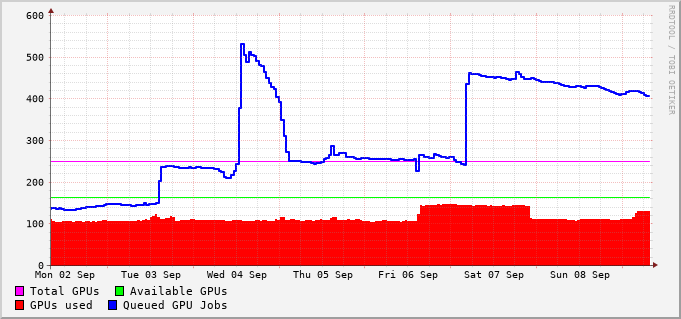 600
500
400
300
200
100
0
Mon 02 Sep Tue 03 Sep Wed 04 Sep Thu 05 Sep Fri 06 Sep Sat 07 Sep Sun 08 Sep
Total GPUs Available GPUs
GPUs used Queued GPU Jobs
RRDTOOL / TOBI OETIKER